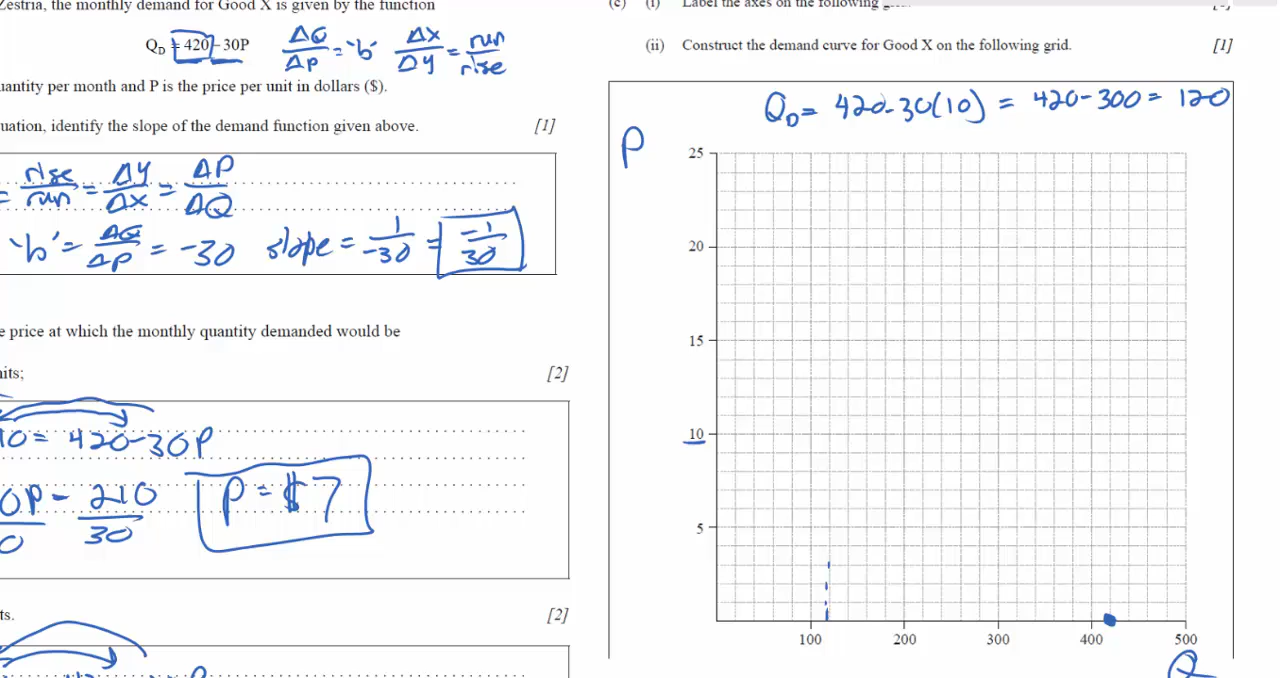 Zestria, the monthly demand for Good X is given by the function
Q_D = 420 - 30P
ΔQ/ΔP = 'b' Δx/Δy = run/rise
uantity per month and P is the price per unit in dollars ($).
uation, identify the slope of the demand function given above. [1]
= rise/run = Δy/Δx = ΔP/ΔQ
'b' = ΔQ/ΔP = -30 slope = 1/-30 = -1/30
e price at which the monthly quantity demanded would be
nits; [2]
10 = 420-30P
0P = 210
0 30
P = $7
ts. [2]
(c) (i) Label the axes on the following
(ii) Construct the demand curve for Good X on the following grid. [1]
Q_D = 420-30(10) = 420-300 = 120
P
25
20
15
10
5
100 200 300 400 500
Q